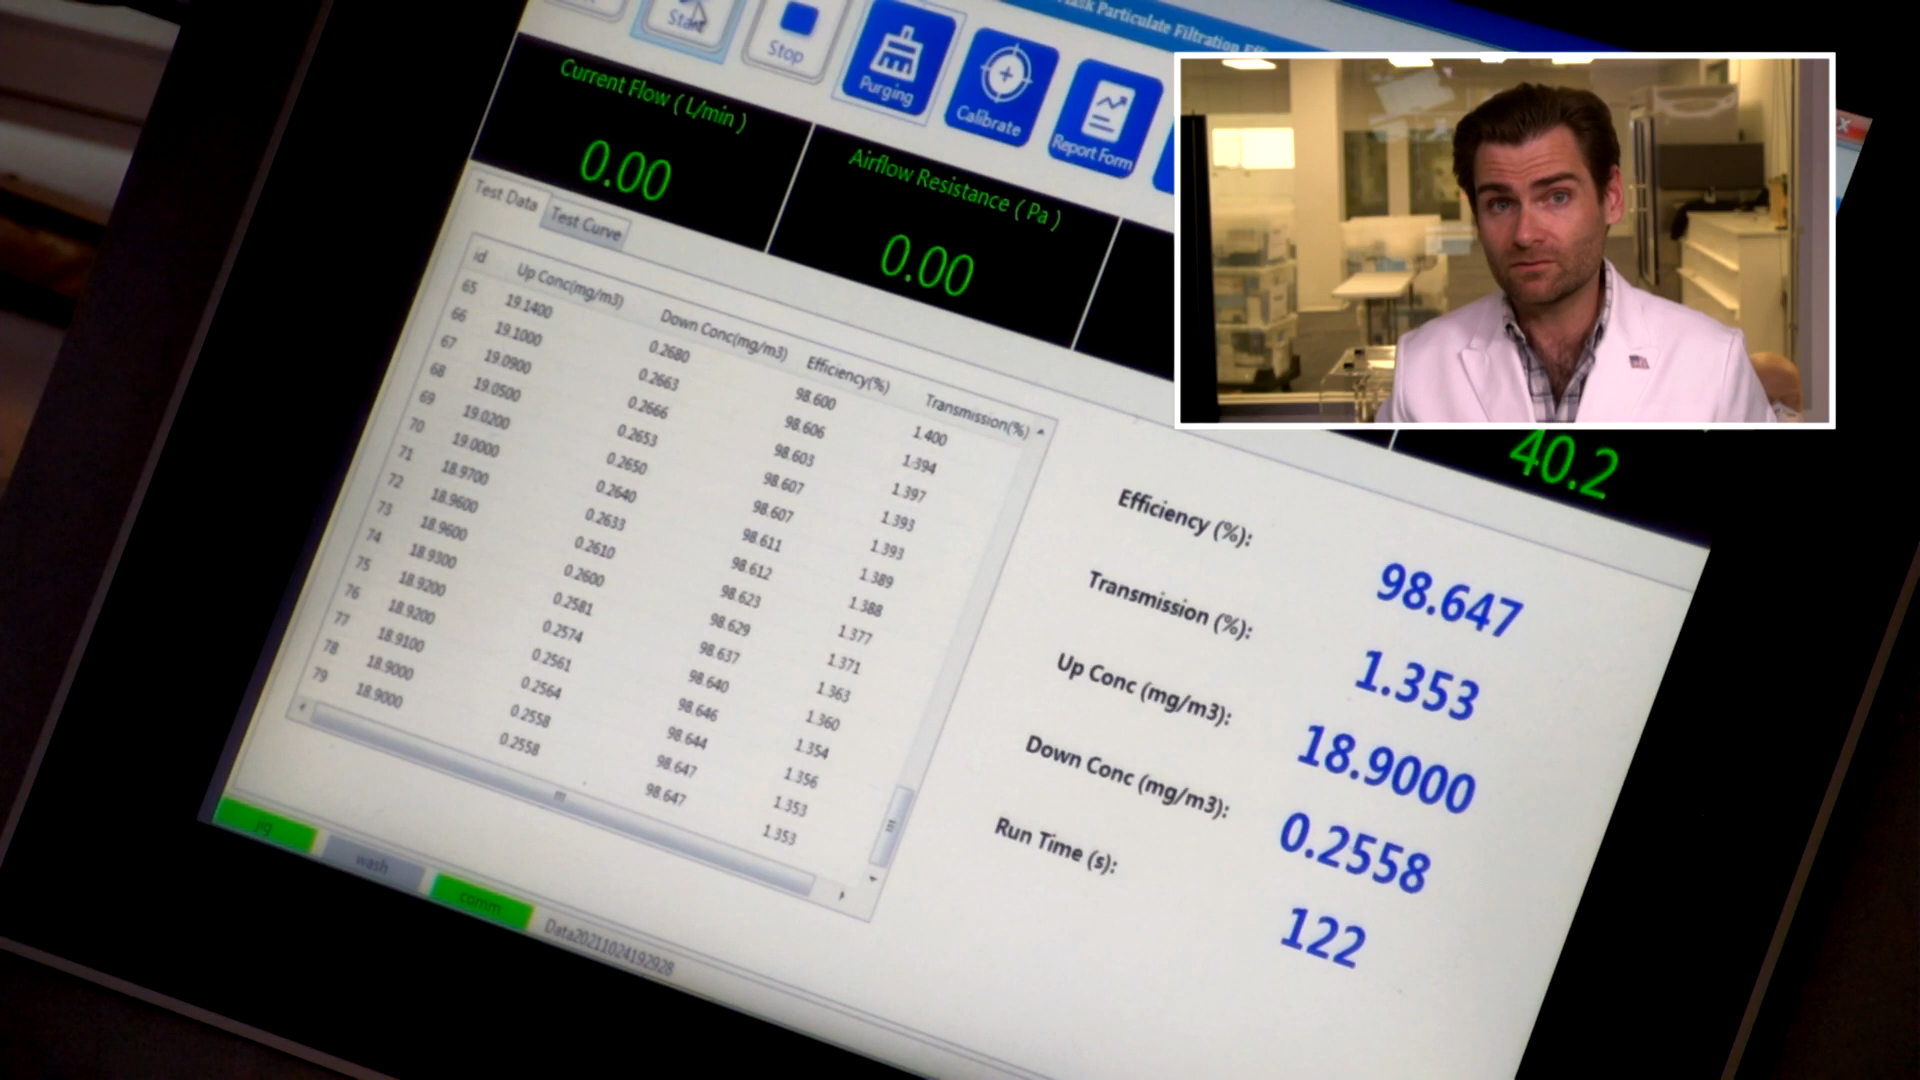 Mask Particulate Filtration
Start
Stop
Purging
Calibrate
Report Form
X
Current Flow ( L/min )
0.00
Airflow Resistance ( Pa )
0.00
40.2
Test Data Test Curve
id Up Conc(mg/m3) Down Conc(mg/m3) Efficiency(%) Transmission(%)
65 19.1400 0.2680 98.600 1.400
66 19.1000 0.2663 98.606 1.394
67 19.0900 0.2666 98.603 1.397
68 19.0500 0.2653 98.607 1.393
69 19.0200 0.2650 98.607 1.393
70 19.0000 0.2640 98.611 1.389
71 18.9700 0.2633 98.612 1.388
72 18.9600 0.2610 98.623 1.377
73 18.9600 0.2600 98.629 1.371
74 18.9300 0.2581 98.637 1.363
75 18.9200 0.2574 98.640 1.360
76 18.9200 0.2561 98.646 1.354
77 18.9100 0.2564 98.644 1.356
78 18.9000 0.2558 98.647 1.353
79 18.9000 0.2558 98.647 1.353
Efficiency (%): 98.647
Transmission (%): 1.353
Up Conc (mg/m3): 18.9000
Down Conc (mg/m3): 0.2558
Run Time (s): 122
jig wash comm Data20211024192928